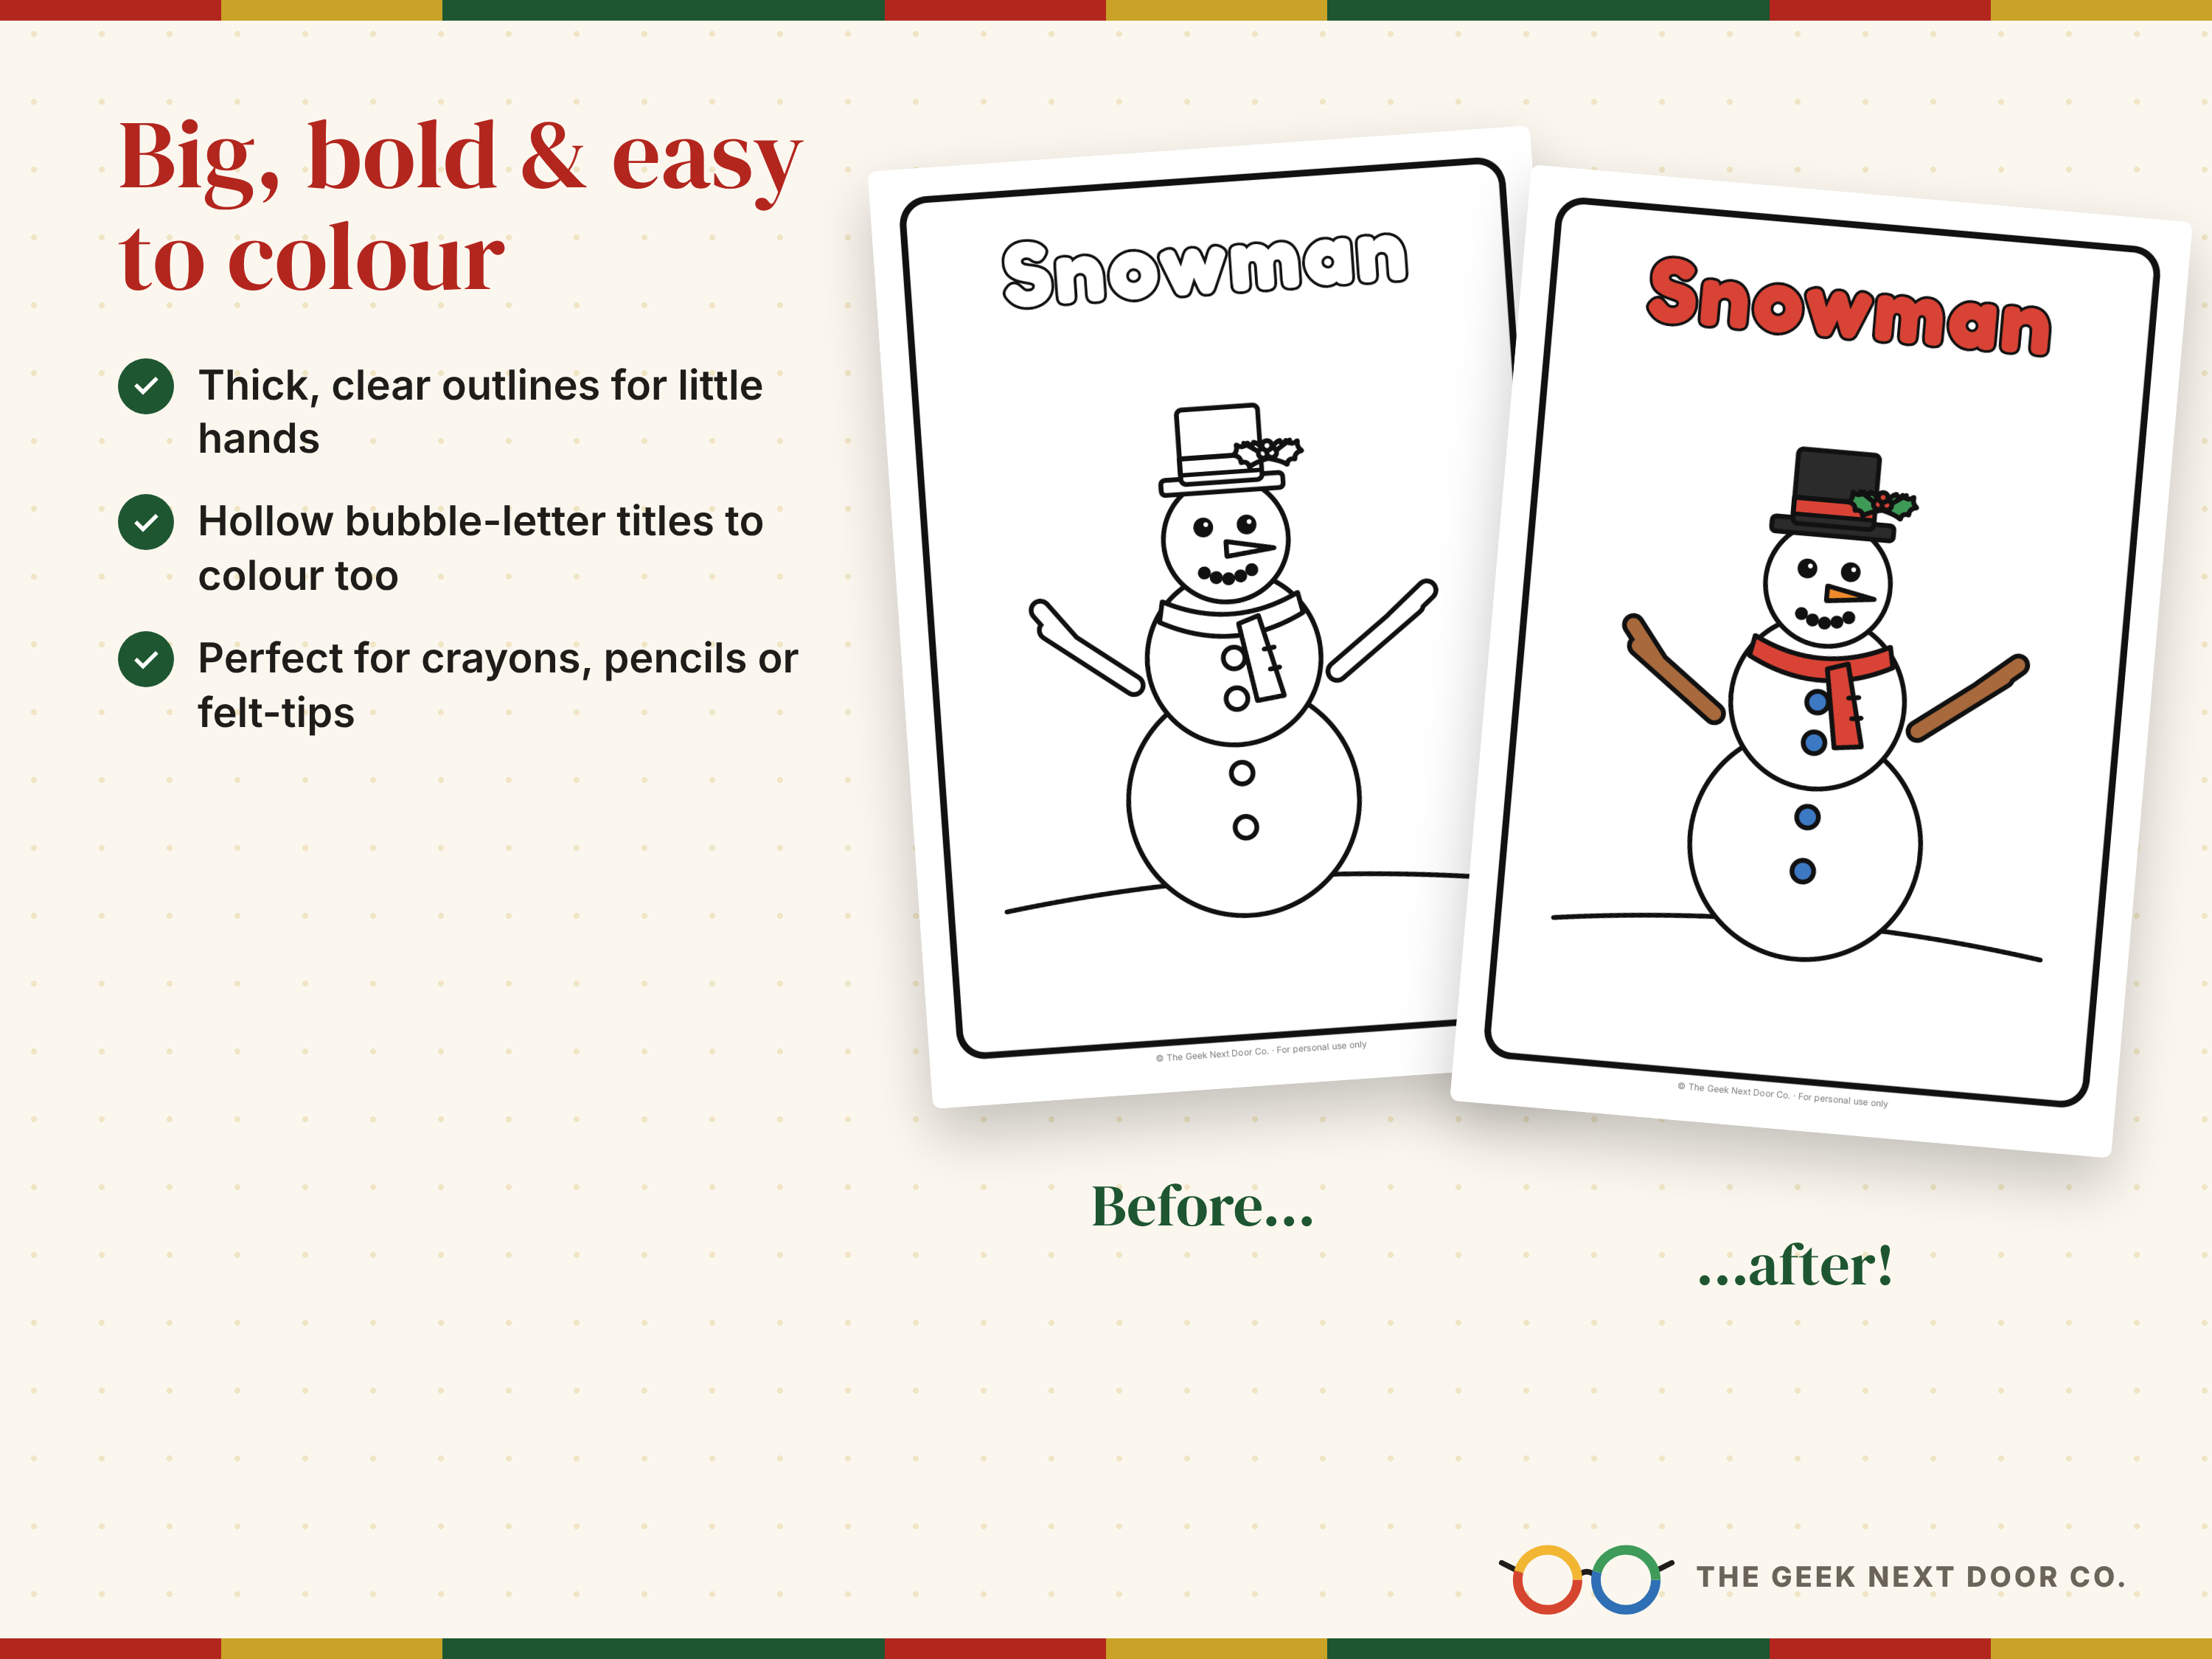 Big, bold & easy
to colour
Thick, clear outlines for little
hands
Hollow bubble-letter titles to
colour too
Perfect for crayons, pencils or
felt-tips
Snowman
© The Geek Next Door Co. · For personal use only
Before...
Snowman
© The Geek Next Door Co. · For personal use only
...after!
THE GEEK NEXT DOOR CO.